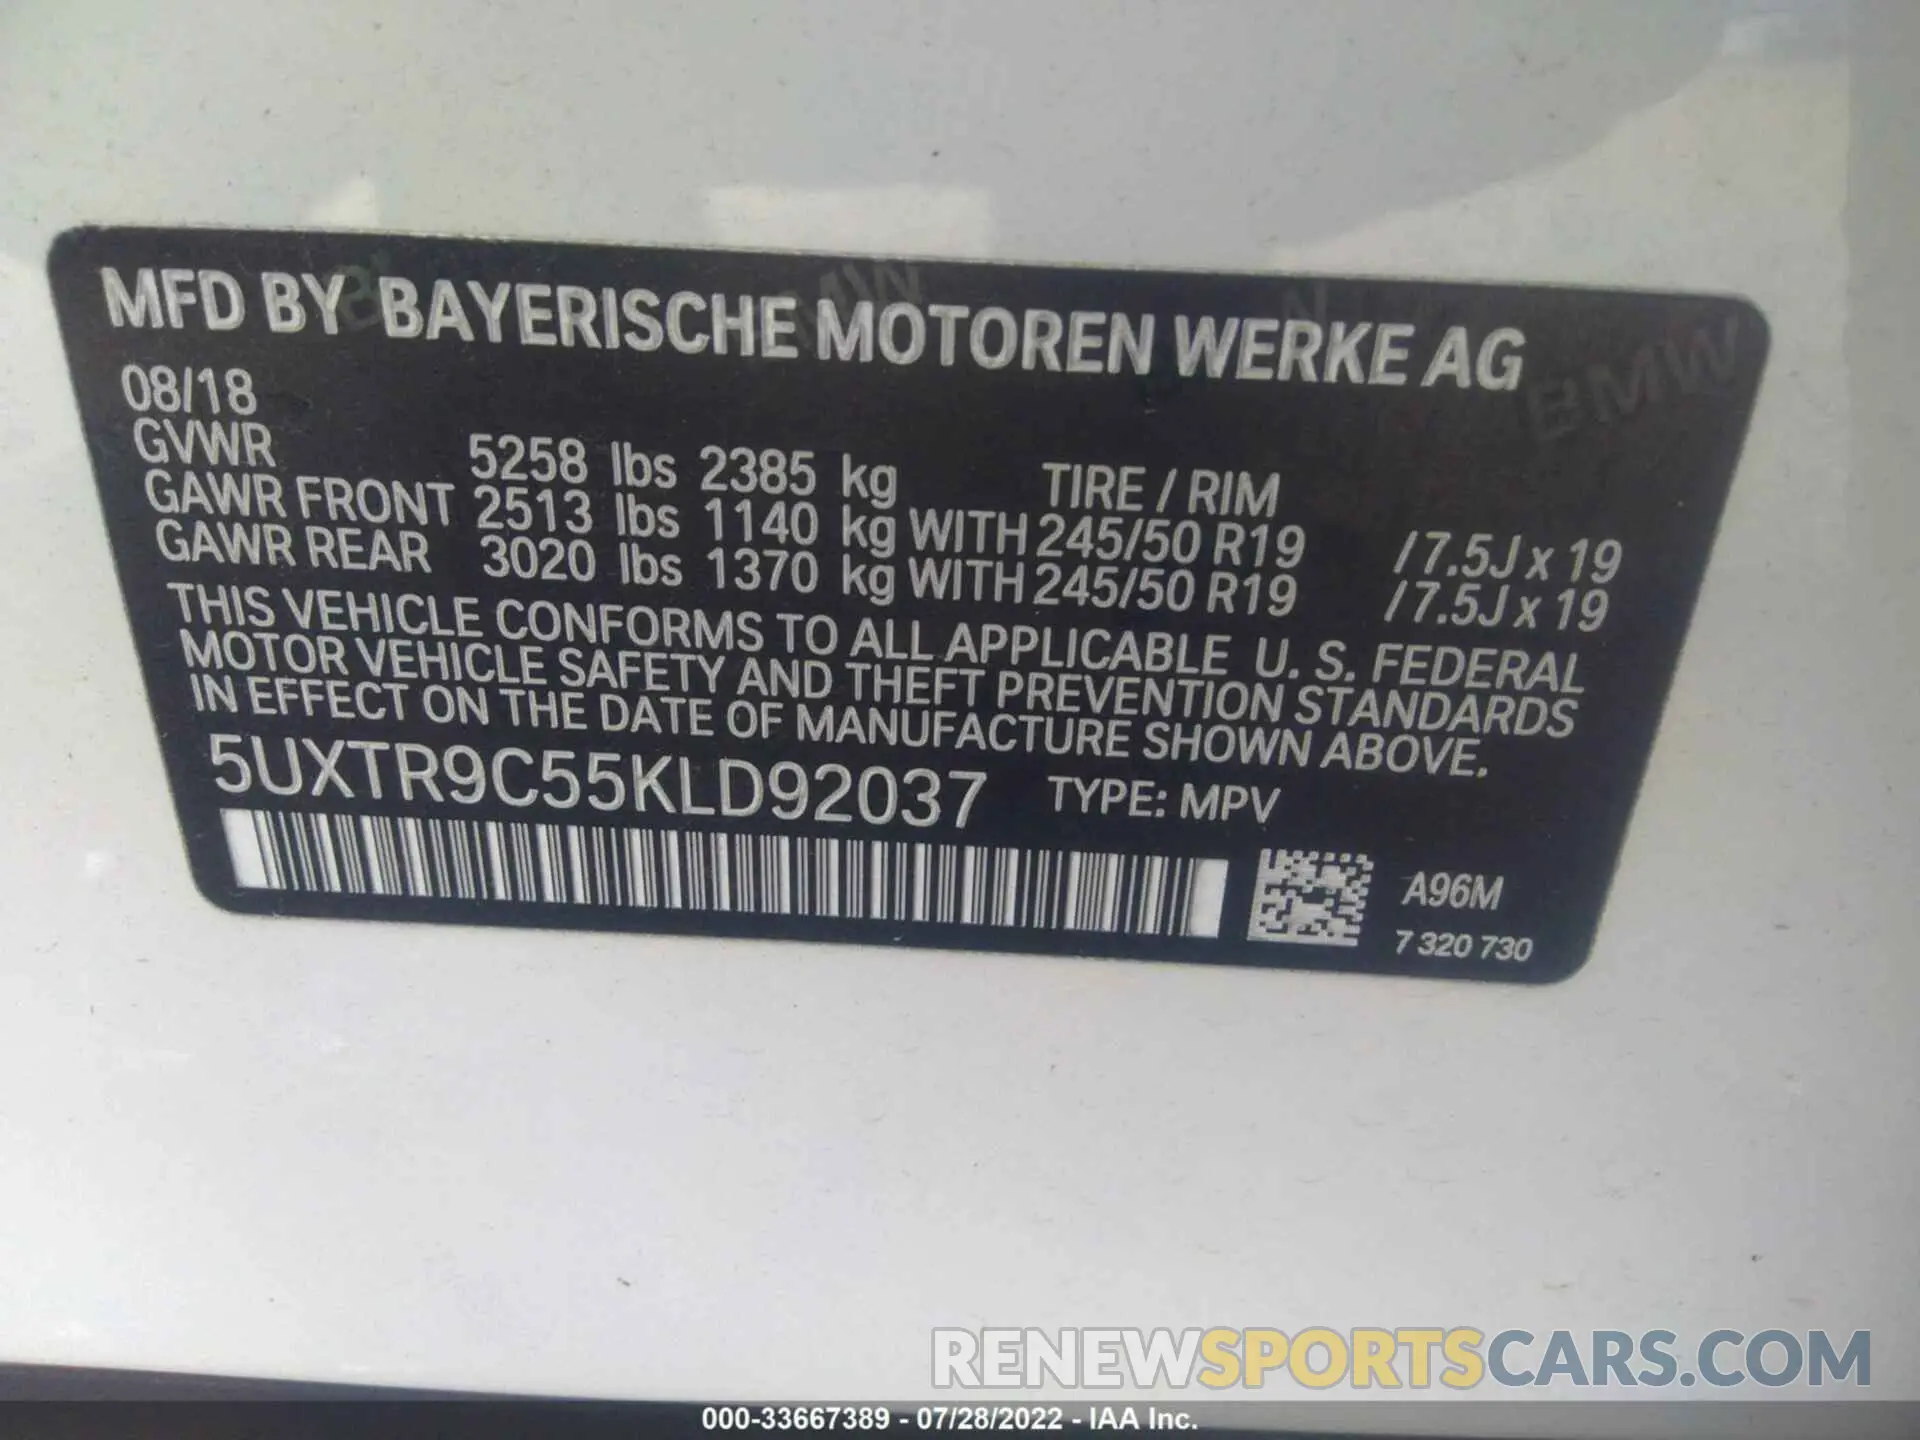 MFD BY BAYERISCHE MOTOREN WERKE AG
08/18
GVWR 5258 lbs 2385 kg TIRE / RIM
GAWR FRONT 2513 lbs 1140 kg WITH 245/50 R19 /7.5J x 19
GAWR REAR 3020 lbs 1370 kg WITH 245/50 R19 /7.5J x 19
THIS VEHICLE CONFORMS TO ALL APPLICABLE U. S. FEDERAL
MOTOR VEHICLE SAFETY AND THEFT PREVENTION STANDARDS
IN EFFECT ON THE DATE OF MANUFACTURE SHOWN ABOVE.
5UXTR9C55KLD92037 TYPE: MPV
A96M
7 320 730
RENEWSPORTSCARS.COM
000-33667389 - 07/28/2022 - IAA Inc.